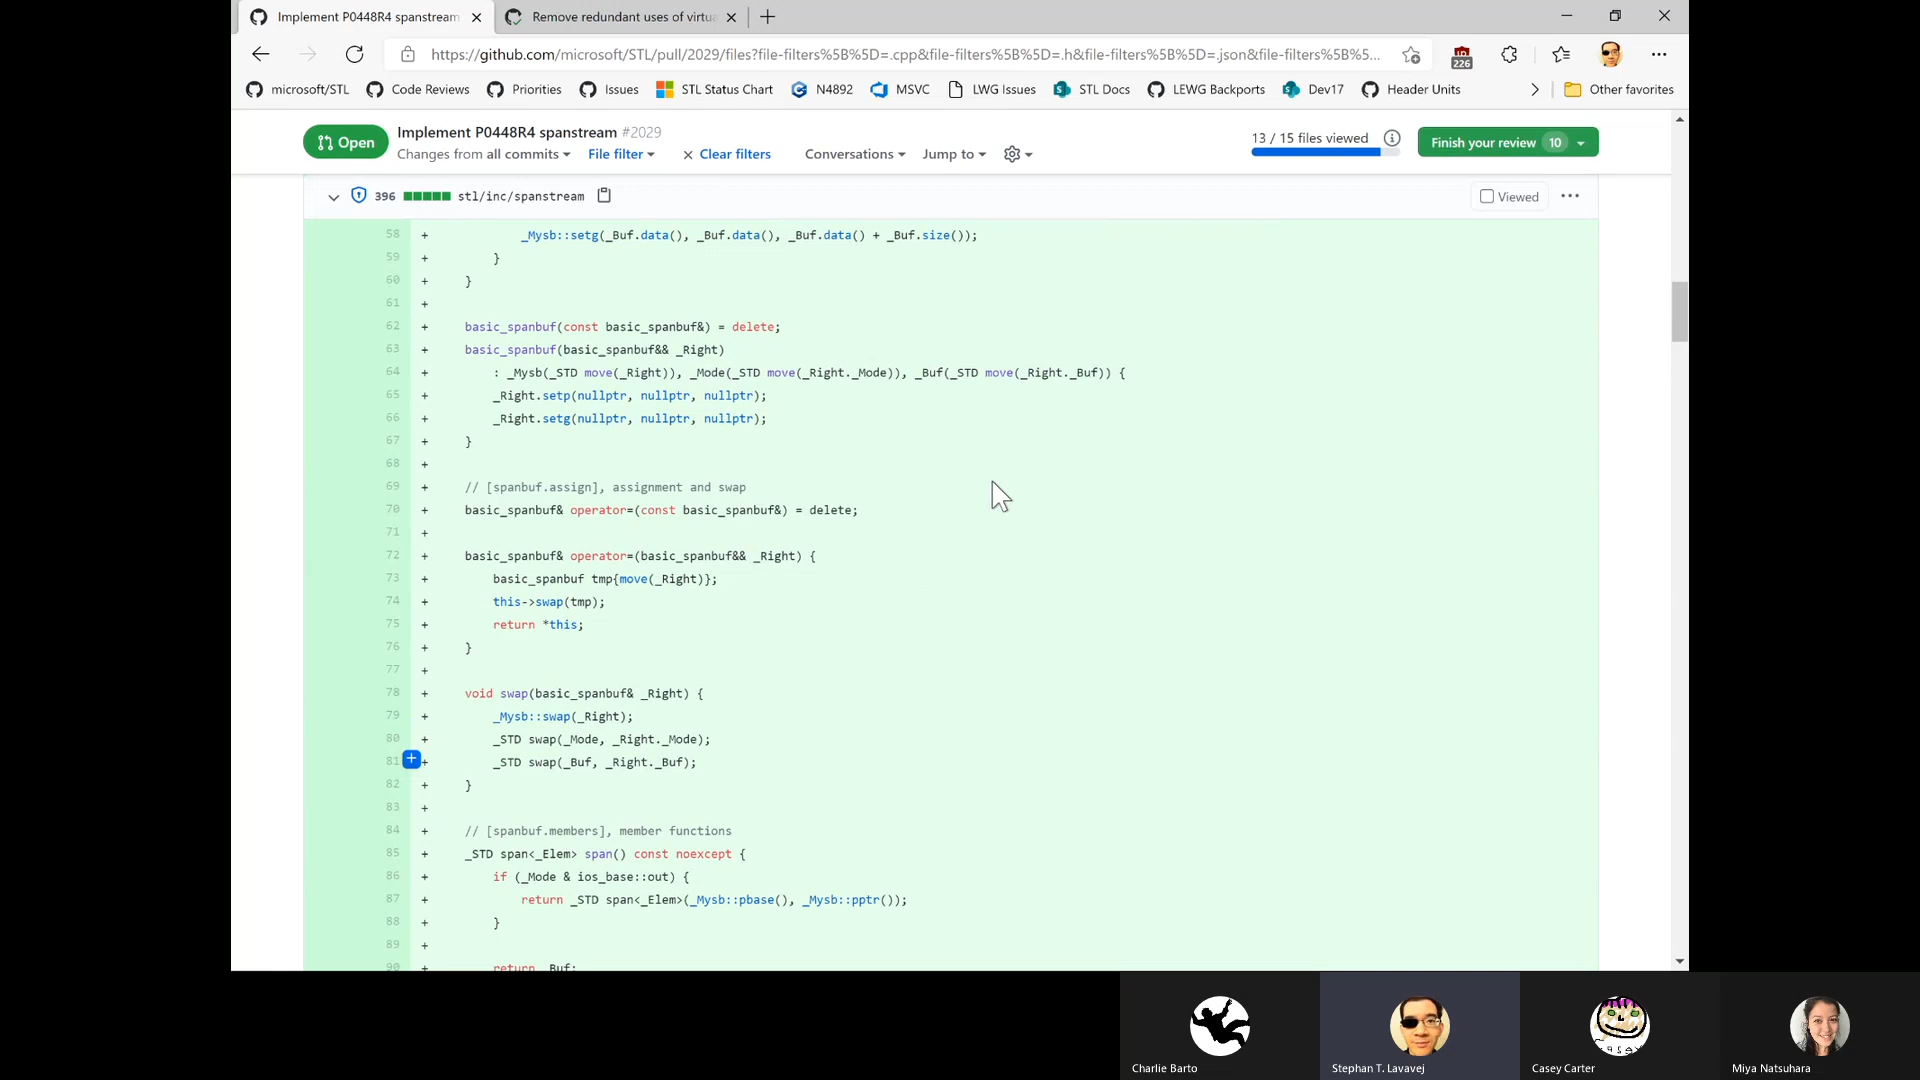 Implement P0448R4 spanstream
Remove redundant uses of virtu
https://github.com/microsoft/STL/pull/2029/files?file-filters%5B%5D=.cpp&file-filters%5B%5D=.h&file-filters%5B%5D=.json&file-filters%5B%5...
226
microsoft/STL
Code Reviews
Priorities
Issues
STL Status Chart
N4892
MSVC
LWG Issues
STL Docs
LEWG Backports
Dev17
Header Units
Other favorites
Open
Implement P0448R4 spanstream #2029
Changes from all commits
File filter
Clear filters
Conversations
Jump to
13 / 15 files viewed
Finish your review 10
396 stl/inc/spanstream
Viewed
58 + _Mysb::setg(_Buf.data(), _Buf.data(), _Buf.data() + _Buf.size());
59 + }
60 + }
61 +
62 + basic_spanbuf(const basic_spanbuf&) = delete;
63 + basic_spanbuf(basic_spanbuf&& _Right)
64 + : _Mysb(_STD move(_Right)), _Mode(_STD move(_Right._Mode)), _Buf(_STD move(_Right._Buf)) {
65 + _Right.setp(nullptr, nullptr, nullptr);
66 + _Right.setg(nullptr, nullptr, nullptr);
67 + }
68 +
69 + // [spanbuf.assign], assignment and swap
70 + basic_spanbuf& operator=(const basic_spanbuf&) = delete;
71 +
72 + basic_spanbuf& operator=(basic_spanbuf&& _Right) {
73 + basic_spanbuf tmp{move(_Right)};
74 + this->swap(tmp);
75 + return *this;
76 + }
77 +
78 + void swap(basic_spanbuf& _Right) {
79 + _Mysb::swap(_Right);
80 + _STD swap(_Mode, _Right._Mode);
81 + _STD swap(_Buf, _Right._Buf);
82 + }
83 +
84 + // [spanbuf.members], member functions
85 + _STD span<_Elem> span() const noexcept {
86 + if (_Mode & ios_base::out) {
87 + return _STD span<_Elem>(_Mysb::pbase(), _Mysb::pptr());
88 + }
89 +
90 + return _Buf;
Charlie Barto
Stephan T. Lavavej
Casey Carter
Miya Natsuhara